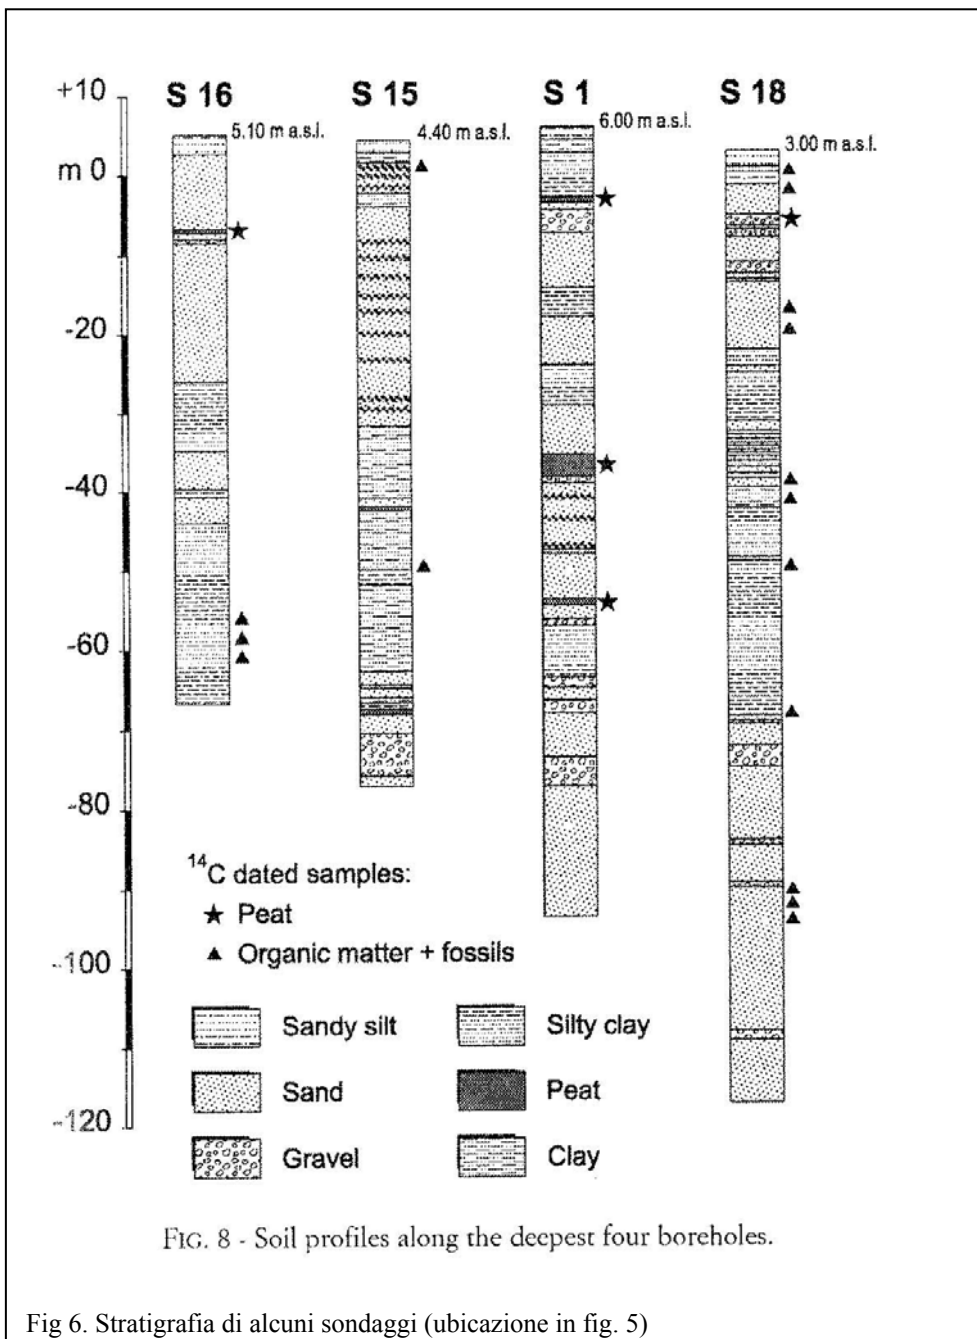 S 16 S 15 S 1 S 18
+10
5.10 m a.s.l. 4.40 m a.s.l. 6.00 m a.s.l. 3.00 m a.s.l.
m 0
-20
-40
-60
-80
-100
-120
14C dated samples:
★ Peat
▲ Organic matter + fossils
Sandy silt Silty clay
Sand Peat
Gravel Clay
FIG. 8 - Soil profiles along the deepest four boreholes.
Fig 6. Stratigrafia di alcuni sondaggi (ubicazione in fig. 5)